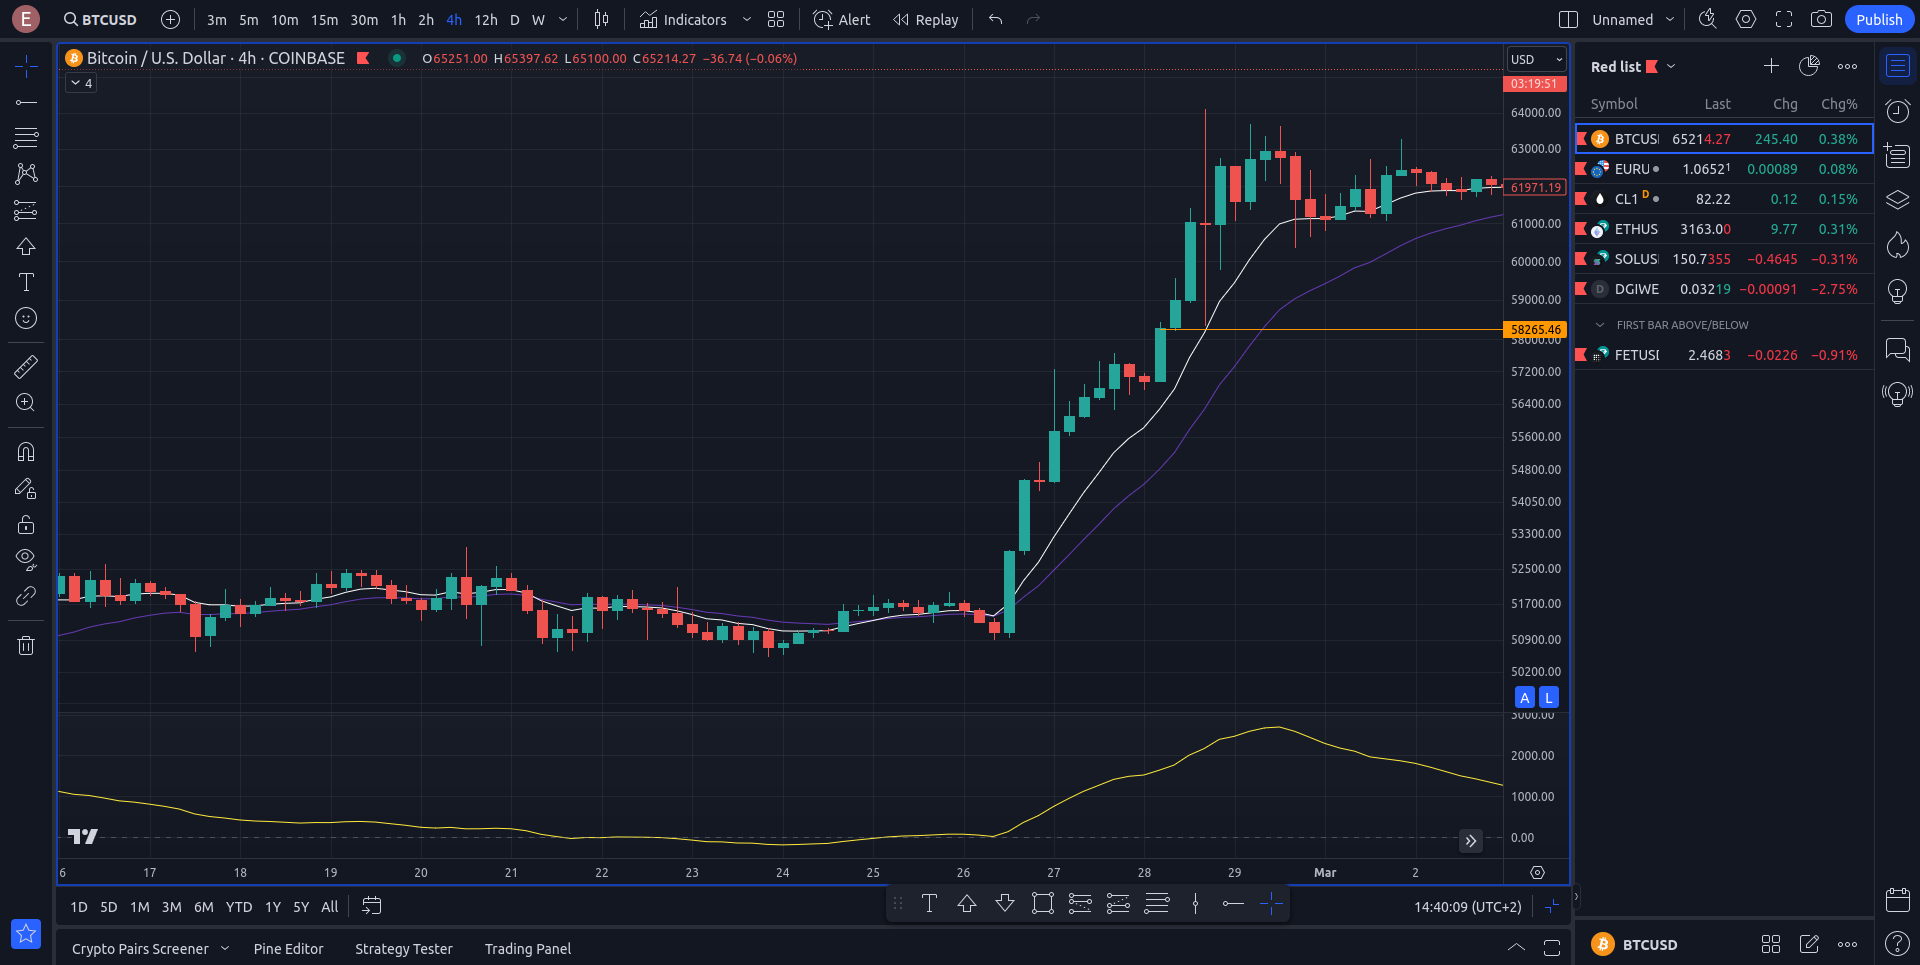 E BTCUSD 3m 5m 10m 15m 30m 1h 2h 4h 12h D W Indicators Alert Replay Unnamed Publish
Bitcoin / U.S. Dollar · 4h · COINBASE O65251.00 H65397.62 L65100.00 C65214.27 −36.74 (−0.06%)
4
USD
03:19:51
64000.00
63000.00
61971.19
61000.00
60000.00
59000.00
58265.46
58000.00
57200.00
56400.00
55600.00
54800.00
54050.00
53300.00
52500.00
51700.00
50900.00
50200.00
A L
3000.00
2000.00
1000.00
0.00
6 17 18 19 20 21 22 23 24 25 26 27 28 29 Mar 2
1D 5D 1M 3M 6M YTD 1Y 5Y All
T
14:40:09 (UTC+2)
Crypto Pairs Screener Pine Editor Strategy Tester Trading Panel
Red list
Symbol Last Chg Chg%
BTCUS 65214.27 245.40 0.38%
EURU 1.06521 0.00089 0.08%
CL1 D 82.22 0.12 0.15%
ETHUS 3163.00 9.77 0.31%
SOLUS 150.7355 −0.4645 −0.31%
D DGIWE 0.03219 −0.00091 −2.75%
FIRST BAR ABOVE/BELOW
FETUS 2.4683 −0.0226 −0.91%
BTCUSD